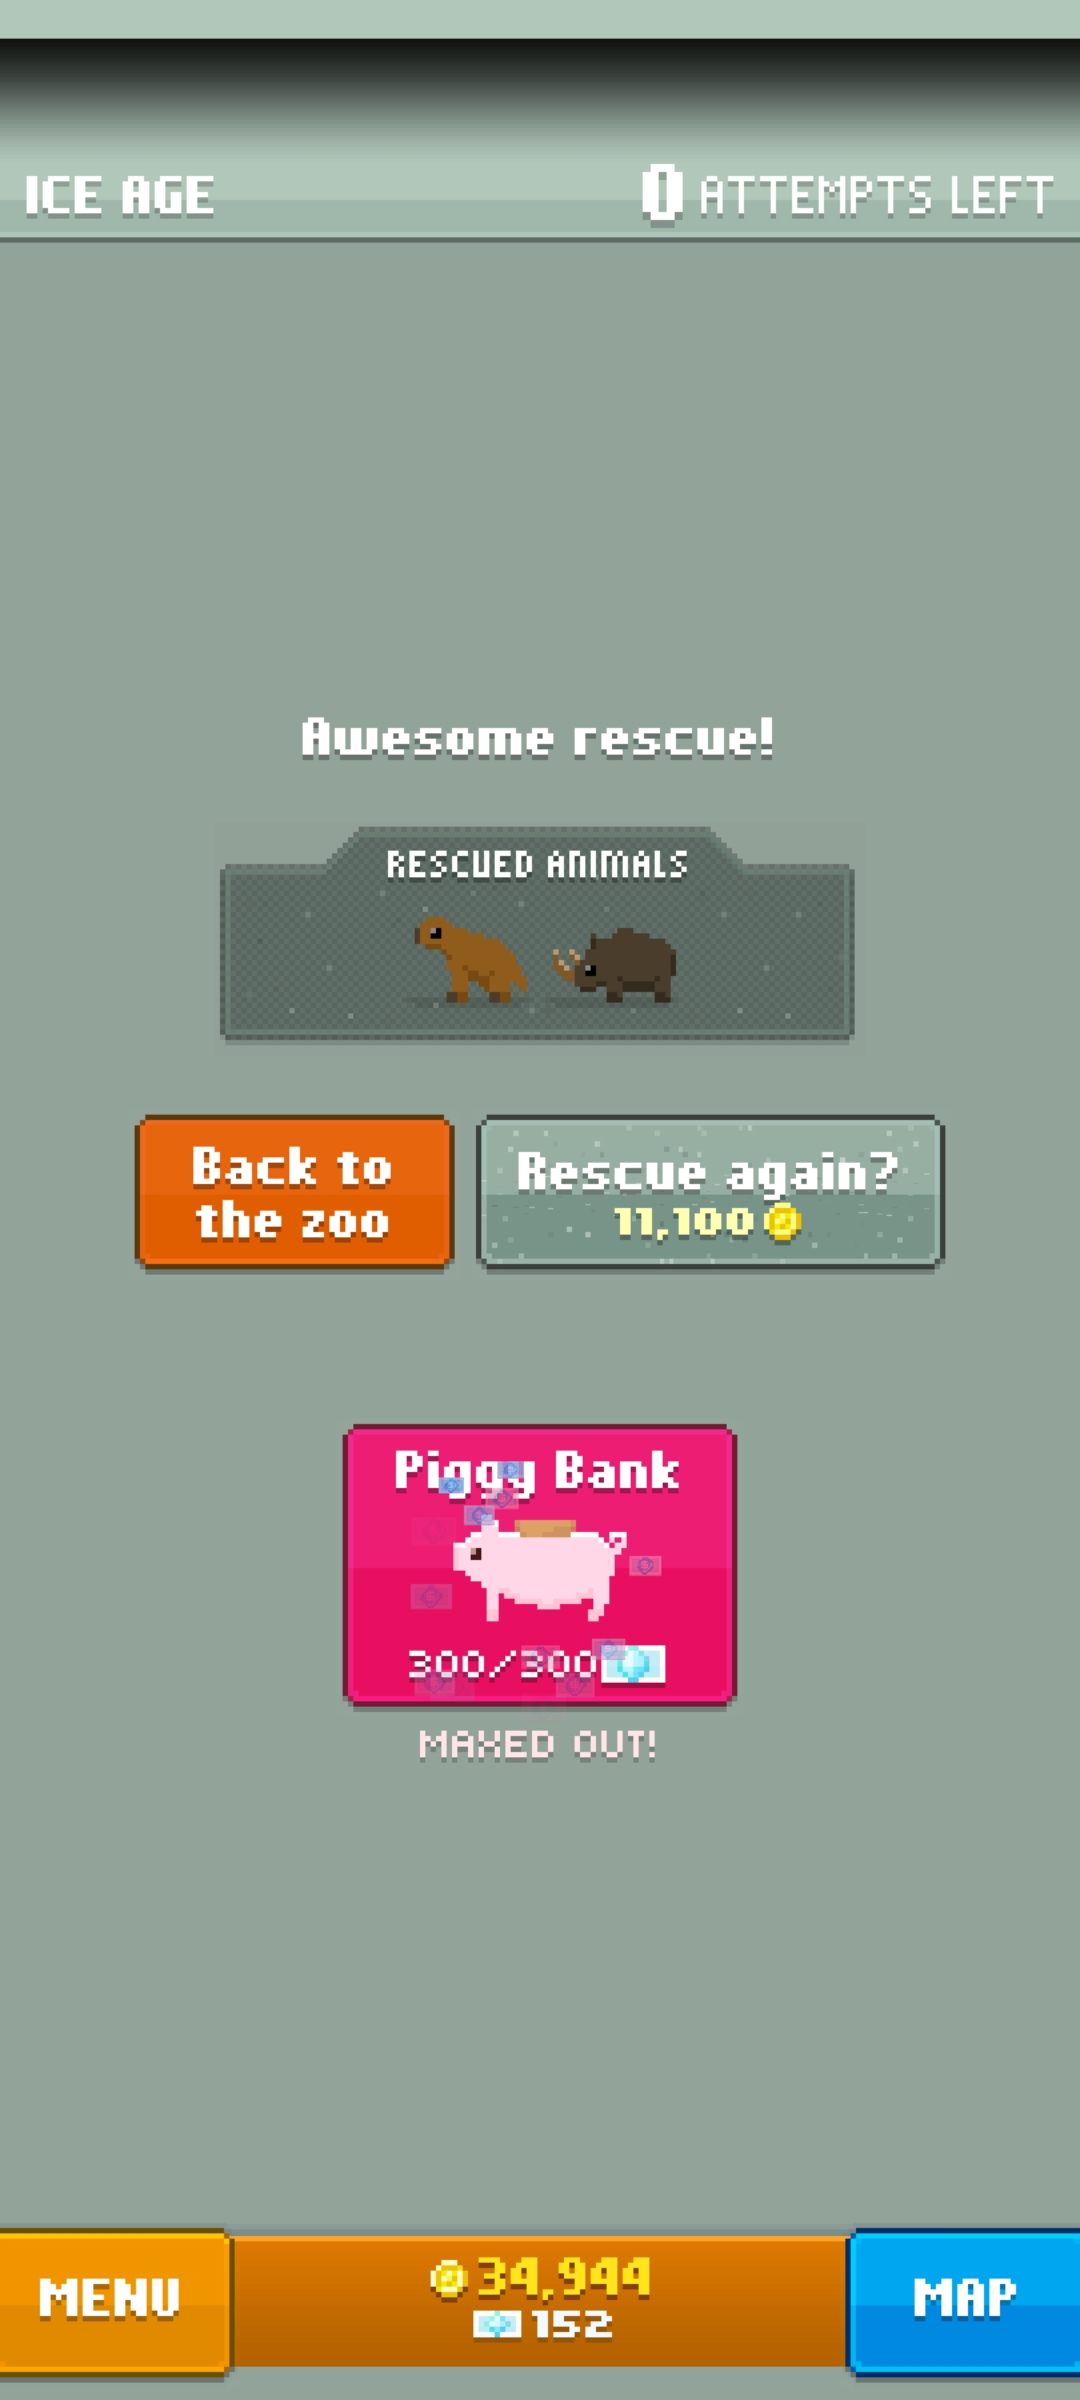 ICE AGE
0 ATTEMPTS LEFT
Awesome rescue!
RESCUED ANIMALS
Back to
the zoo
Rescue again?
11,100
Piggy Bank
300/300
MAXED OUT!
MENU
34,944
152
MAP